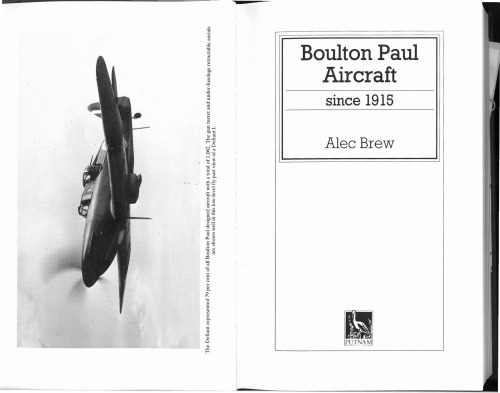 The Defiant represented 79 per cent of all Boulton Paul designed aircraft with a total of 1,062. The gun turret and under-fuselage retractable aerials
are shown well in this low-level fly past view of a Defiant I.
Boulton Paul
Aircraft
since 1915
Alec Brew
PUTNAM